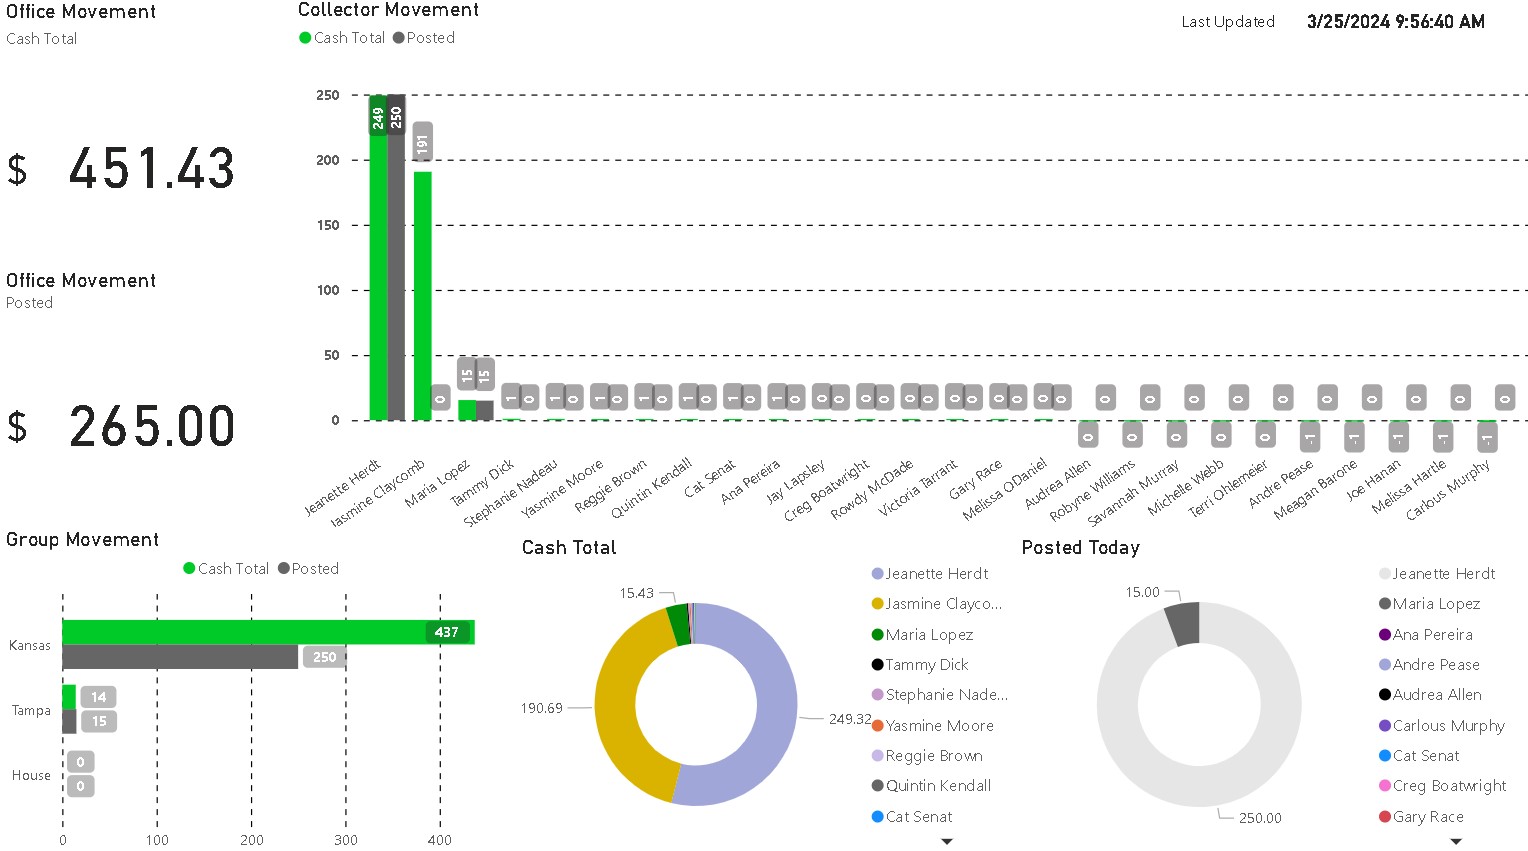 Office Movement
Cash Total
$ 451.43
Office Movement
Posted
$ 265.00
Collector Movement
Cash Total Posted
Last Updated 3/25/2024 9:56:40 AM
250
200
150
100
50
0
249 250 191 0 15 15 1 0 1 0 1 0 1 0 1 0 1 0 1 0 0 0 0 0 0 0 0 0 0 0 0 0 0 0 0 0 0 0 0 0 0 0 -1 0 -1 0 -1 0 -1 0 -1 0
Jeanette Herdt
Jasmine Claycomb
Maria Lopez
Tammy Dick
Stephanie Nadeau
Yasmine Moore
Reggie Brown
Quintin Kendall
Cat Senat
Ana Pereira
Jay Lapsley
Creg Boatwright
Rowdy McDade
Victoria Tarrant
Gary Race
Melissa ODaniel
Audrea Allen
Robyne Williams
Savannah Murray
Michelle Webb
Terri Ohlemeier
Andre Pease
Meagan Barone
Joe Hanan
Melissa Hartle
Carlous Murphy
Group Movement
Cash Total Posted
Kansas 437
250
Tampa 14
15
House 0
0
0 100 200 300 400
Cash Total
15.43
190.69
249.32
Jeanette Herdt
Jasmine Clayco...
Maria Lopez
Tammy Dick
Stephanie Nade...
Yasmine Moore
Reggie Brown
Quintin Kendall
Cat Senat
Posted Today
15.00
250.00
Jeanette Herdt
Maria Lopez
Ana Pereira
Andre Pease
Audrea Allen
Carlous Murphy
Cat Senat
Creg Boatwright
Gary Race